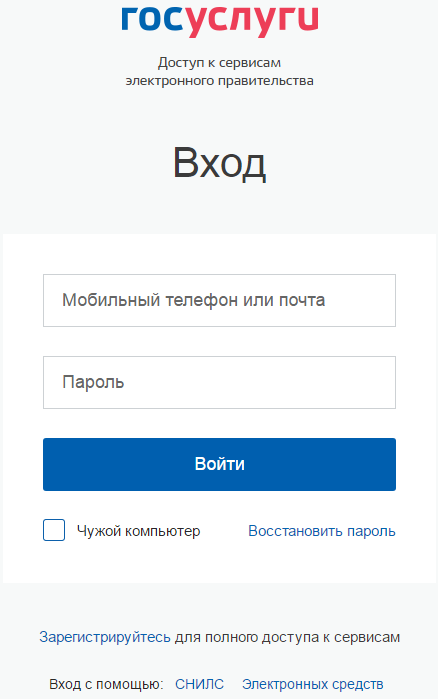 госуслуги
Доступ к сервисам
электронного правительства
Вход
Мобильный телефон или почта
Пароль
Войти
Чужой компьютер Восстановить пароль
Зарегистрируйтесь для полного доступа к сервисам
Вход с помощью: СНИЛС Электронных средств